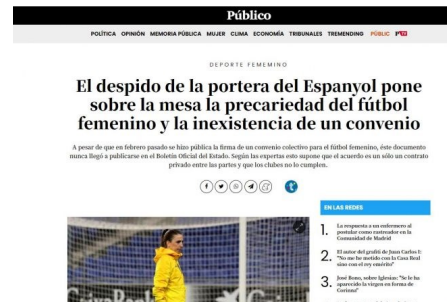 Público
POLÍTICA OPINIÓN MEMORIA PÚBLICA MUJER CLIMA ECONOMÍA TRIBUNALES TREMENDING PÚBLIC
DEPORTE FEMEMINO
El despido de la portera del Espanyol pone
sobre la mesa la precariedad del fútbol
femenino y la inexistencia de un convenio
A pesar de que en febrero pasado se hizo pública la firma de un convenio colectivo para el fútbol femenino, éste documento
nunca llegó a publicarse en el Boletín Oficial del Estado. Según las expertas esto supone que el acuerdo es un sólo un contrato
privado entre las partes y que los clubes no lo cumplen.
EN LAS REDES
1. La respuesta a un enfermero al
postular como rastreador en la
Comunidad de Madrid
2. El autor del grafiti de Juan Carlos I:
"No me he metido con la Casa Real
sino con el rey emérito"
3. José Bono, sobre Iglesias: "Se le ha
aparecido la virgen en forma de
Corinna"